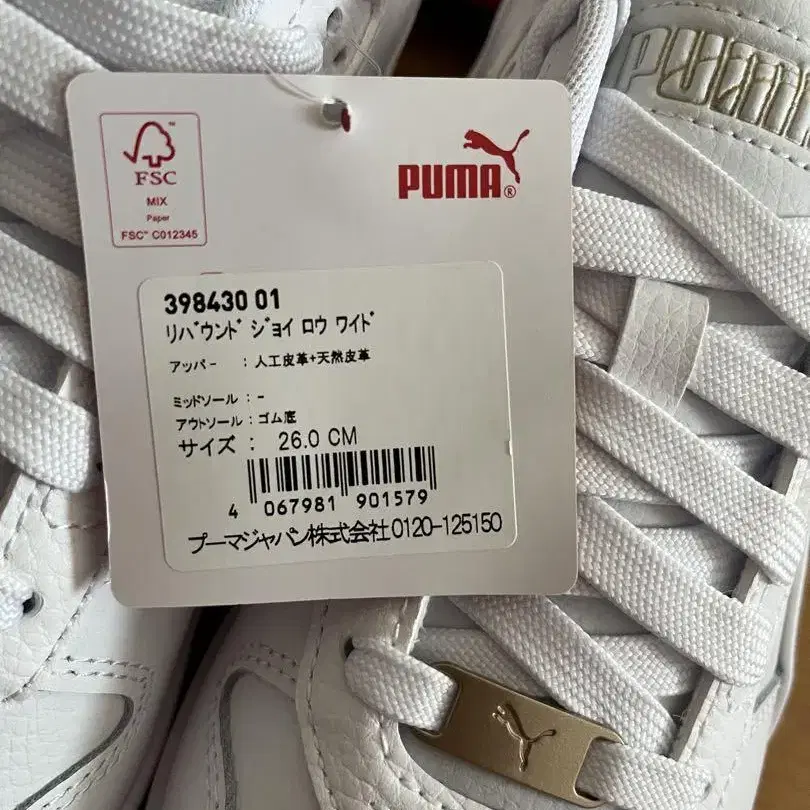 FSC™
MIX
Paper
FSC™ C012345
PUMA®
PUMA
398430 01
リバウンド ジョイ ロウ ワイド
アッパー : 人工皮革+天然皮革
ミッドソール : -
アウトソール : ゴム底
サイズ : 26.0 CM
4 067981 901579
プーマジャパン株式会社0120-125150